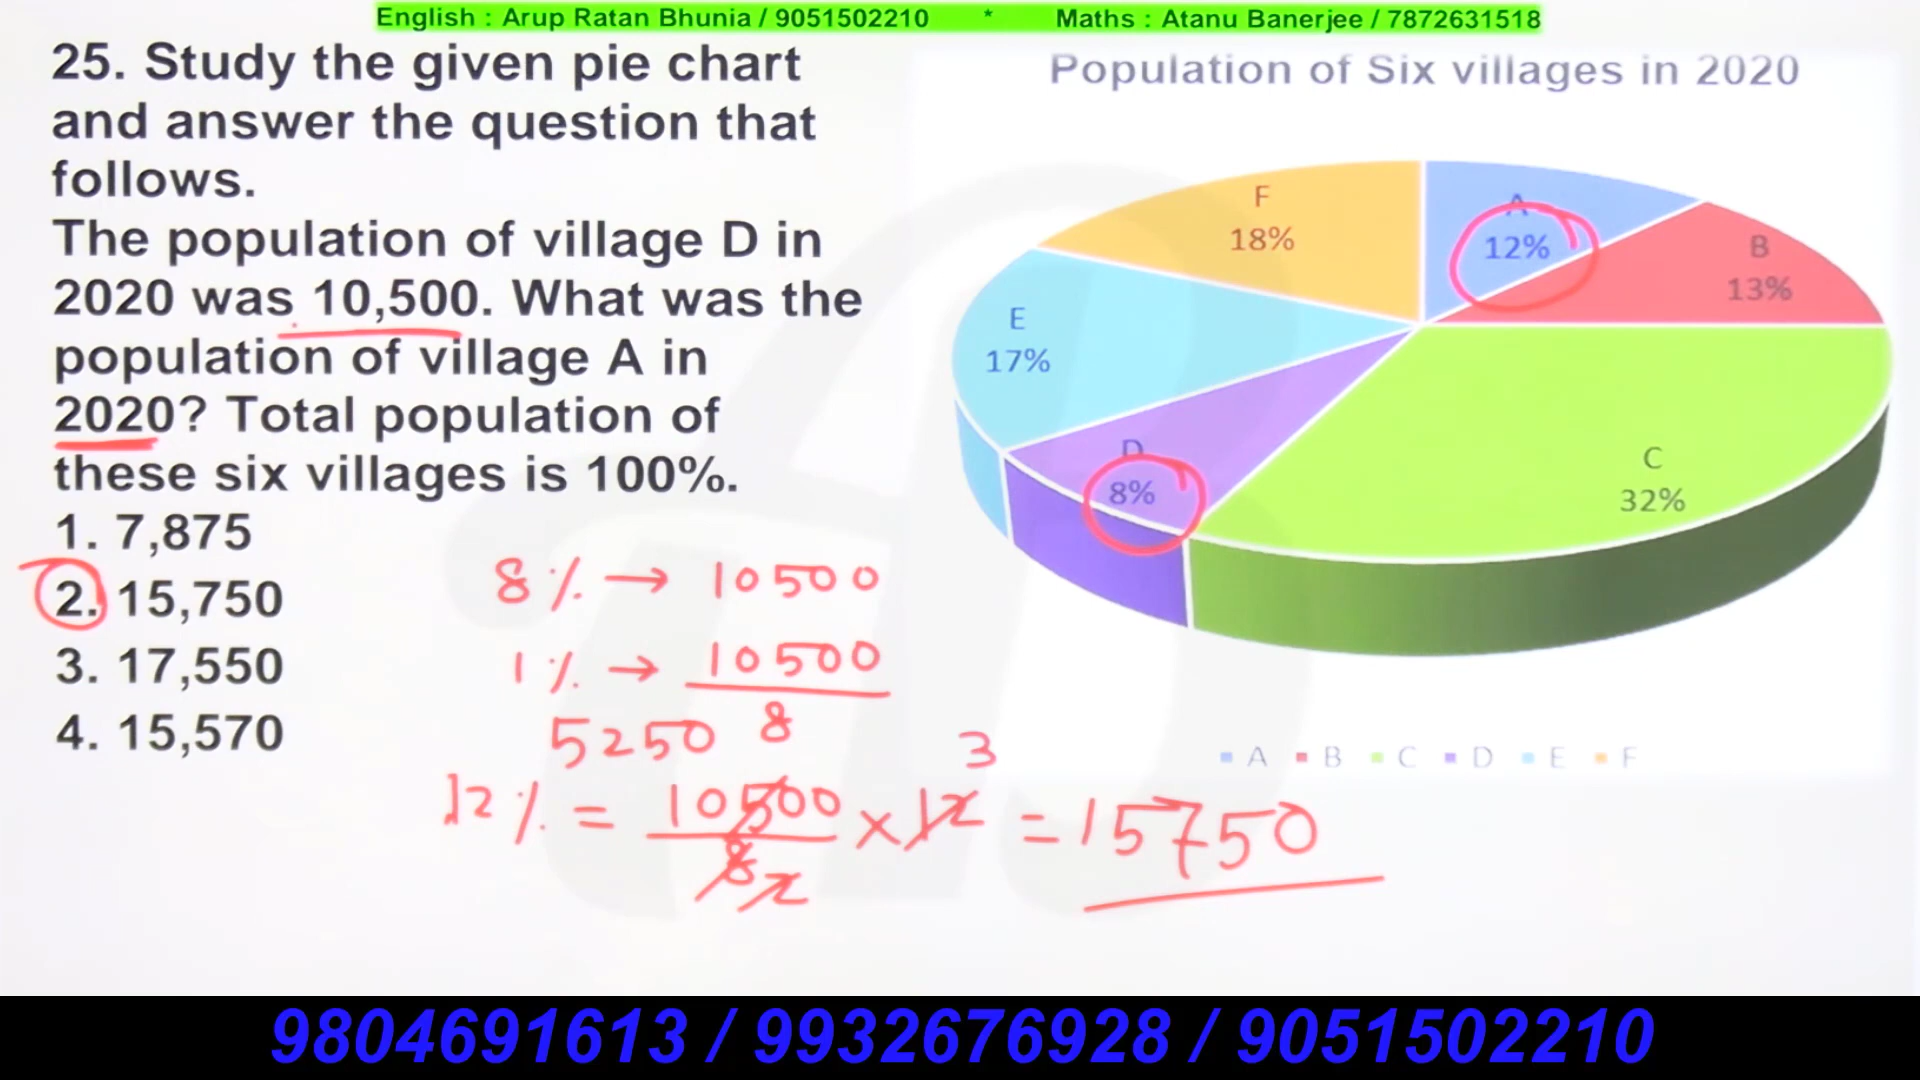 English : Arup Ratan Bhunia / 9051502210 * Maths : Atanu Banerjee / 7872631518
25. Study the given pie chart
and answer the question that
follows.
The population of village D in
2020 was 10,500. What was the
population of village A in
2020? Total population of
these six villages is 100%.
1. 7,875
2. 15,750
3. 17,550
4. 15,570
Population of Six villages in 2020
F
18%
A
12%
B
13%
E
17%
D
8%
C
32%
A B C D E F
8% → 10500
1% → 10500
8
5250
3
12% = 10500 × 12 = 15750
8 2
9804691613 / 9932676928 / 9051502210